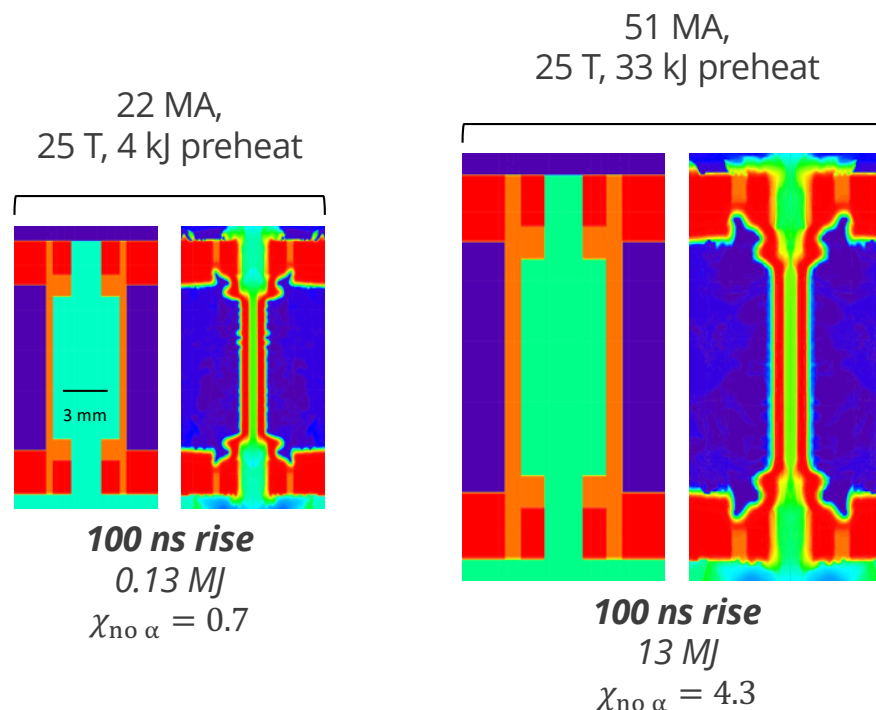 22 MA,
25 T, 4 kJ preheat
3 mm
100 ns rise
0.13 MJ
χno α = 0.7
51 MA,
25 T, 33 kJ preheat
100 ns rise
13 MJ
χno α = 4.3